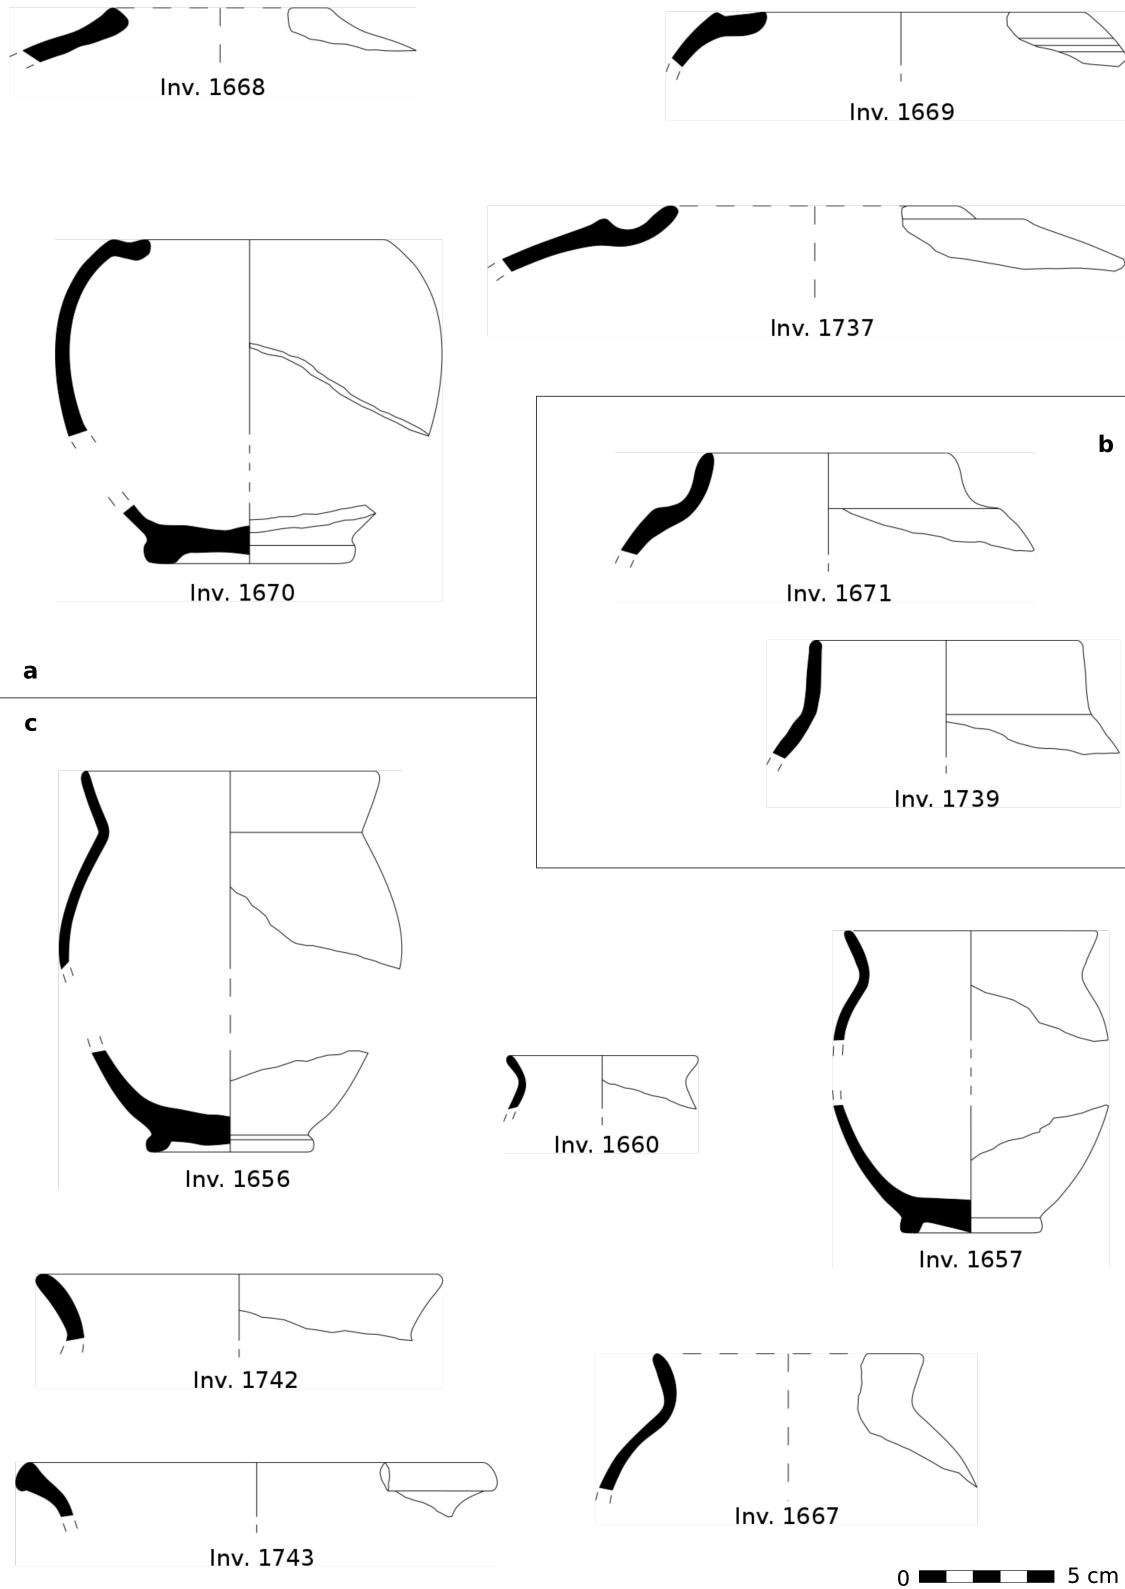 Inv. 1668
Inv. 1669
Inv. 1737
b
Inv. 1670
Inv. 1671
a
c
Inv. 1739
Inv. 1656
Inv. 1660
Inv. 1657
Inv. 1742
Inv. 1667
Inv. 1743
0 5 cm